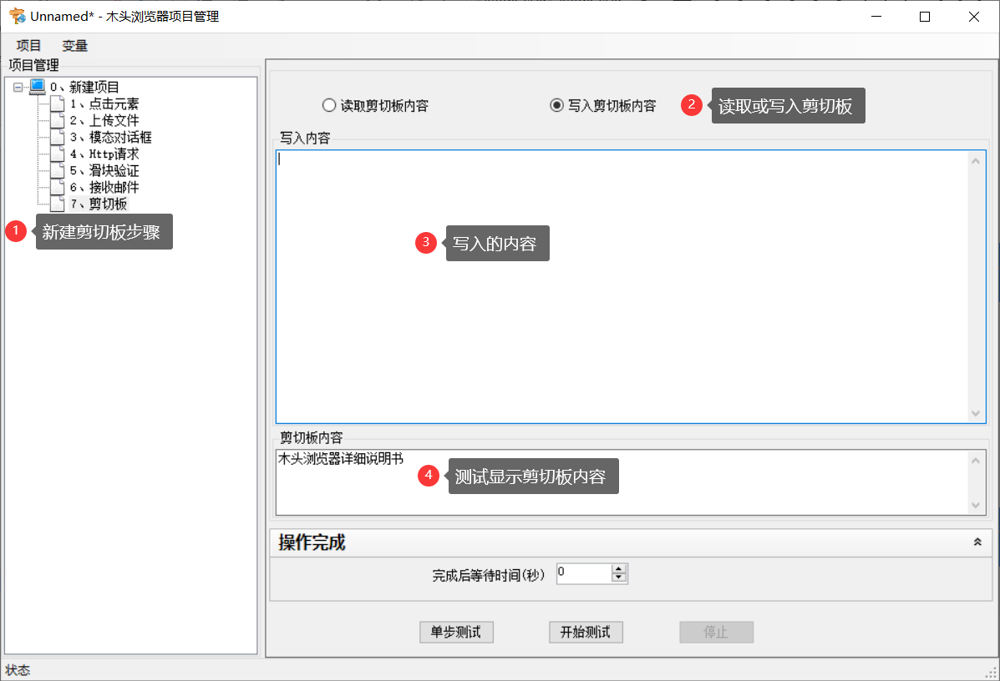 Unnamed* - 木头浏览器项目管理
项目 变量
项目管理
0、新建项目
1、点击元素
2、上传文件
3、模态对话框
4、Http请求
5、滑块验证
6、接收邮件
7、剪切板
1 新建剪切板步骤
读取剪切板内容 写入剪切板内容 2 读取或写入剪切板
写入内容
3 写入的内容
剪切板内容
木头浏览器详细说明书
4 测试显示剪切板内容
操作完成
完成后等待时间(秒) 0
单步测试 开始测试 停止
状态